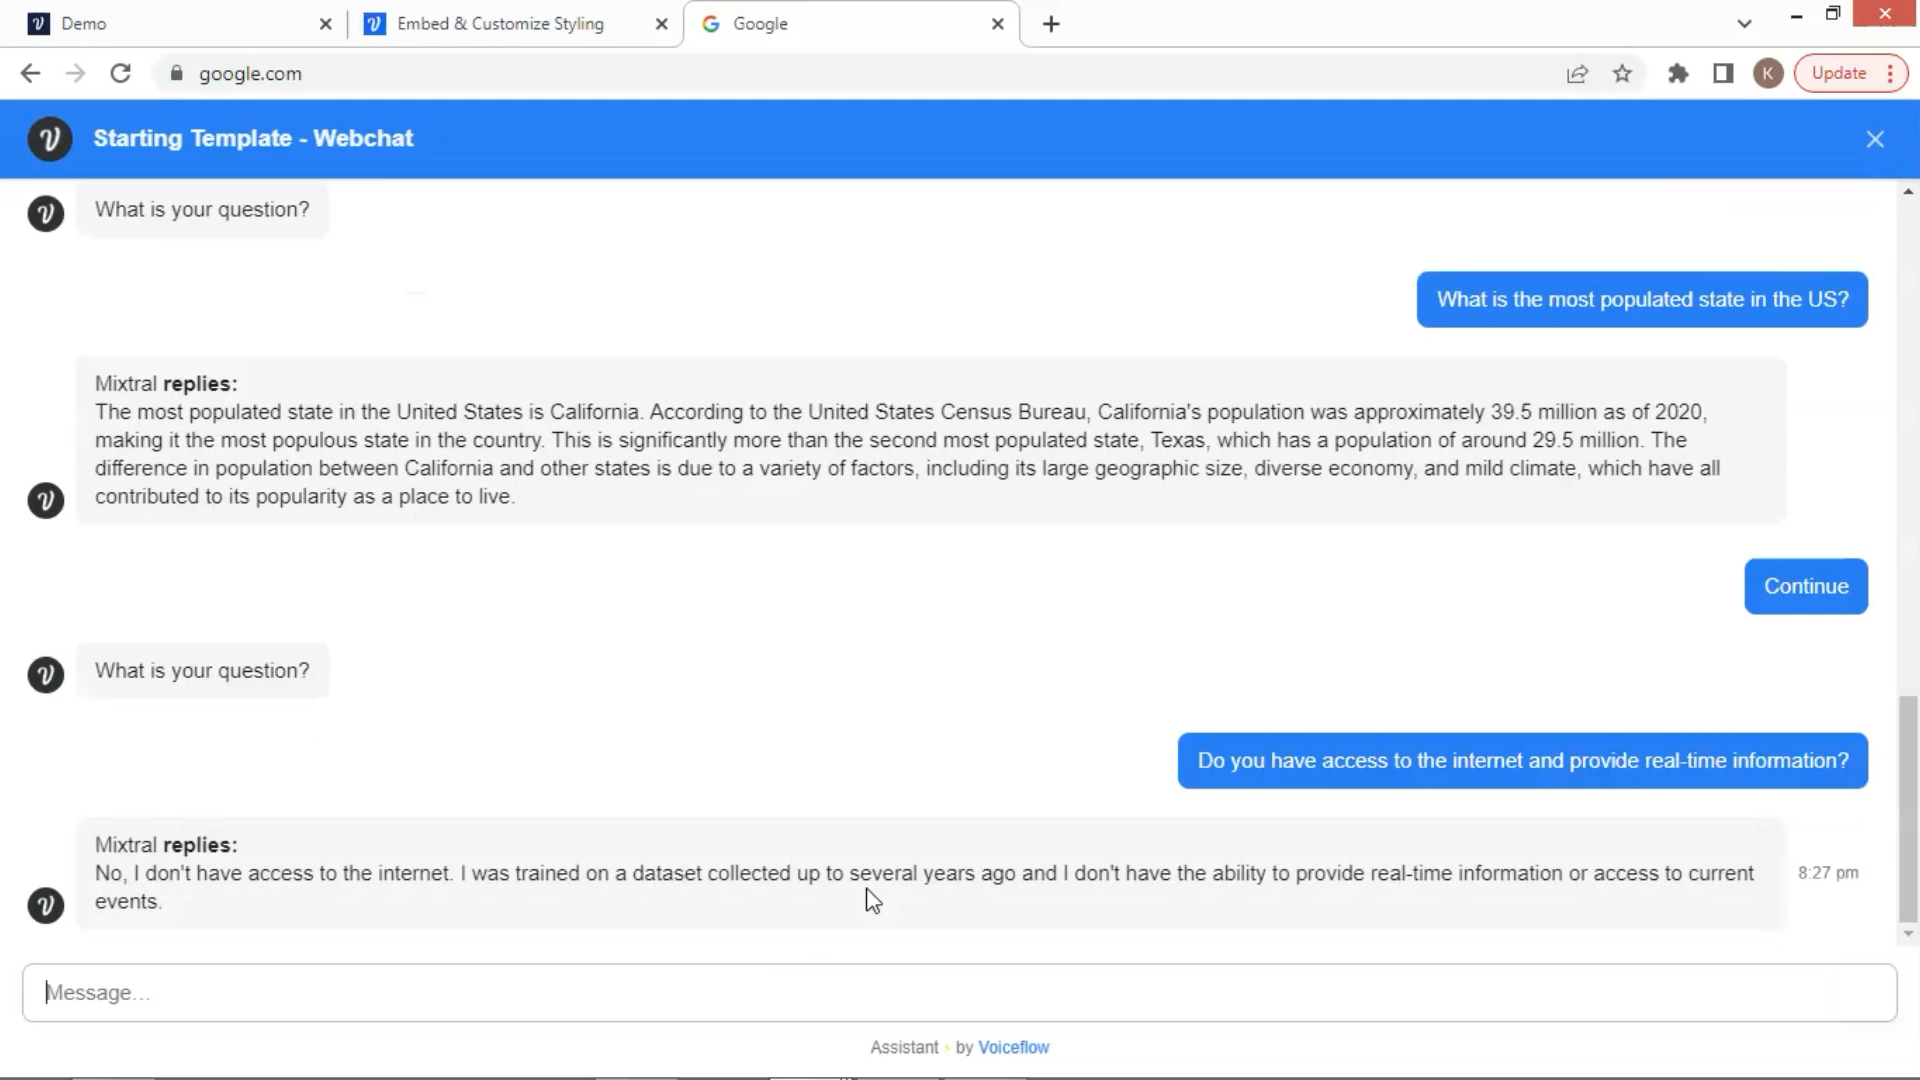 Demo
Embed & Customize Styling
Google
google.com
K
Update
Starting Template - Webchat
What is your question?
What is the most populated state in the US?
Mixtral replies:
The most populated state in the United States is California. According to the United States Census Bureau, California's population was approximately 39.5 million as of 2020,
making it the most populous state in the country. This is significantly more than the second most populated state, Texas, which has a population of around 29.5 million. The
difference in population between California and other states is due to a variety of factors, including its large geographic size, diverse economy, and mild climate, which have all
contributed to its popularity as a place to live.
Continue
What is your question?
Do you have access to the internet and provide real-time information?
Mixtral replies:
No, I don't have access to the internet. I was trained on a dataset collected up to several years ago and I don't have the ability to provide real-time information or access to current
events.
8:27 pm
Message...
Assistant by Voiceflow